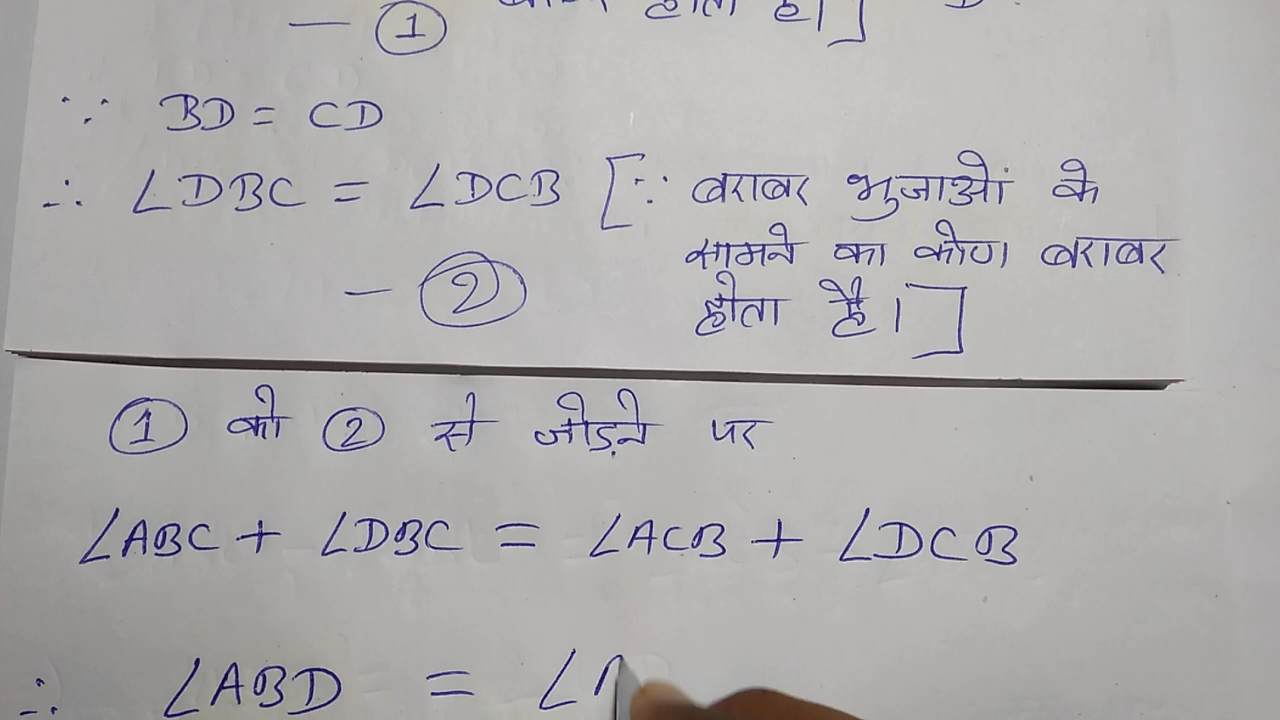 — ① होता है।]
∵ BD = CD
∴ ∠DBC = ∠DCB [∵ बराबर भुजाओं के
सामने का कोण बराबर
— ② होता है।]
① को ② से जोड़ने पर
∠ABC + ∠DBC = ∠ACB + ∠DCB
∴ ∠ABD = ∠